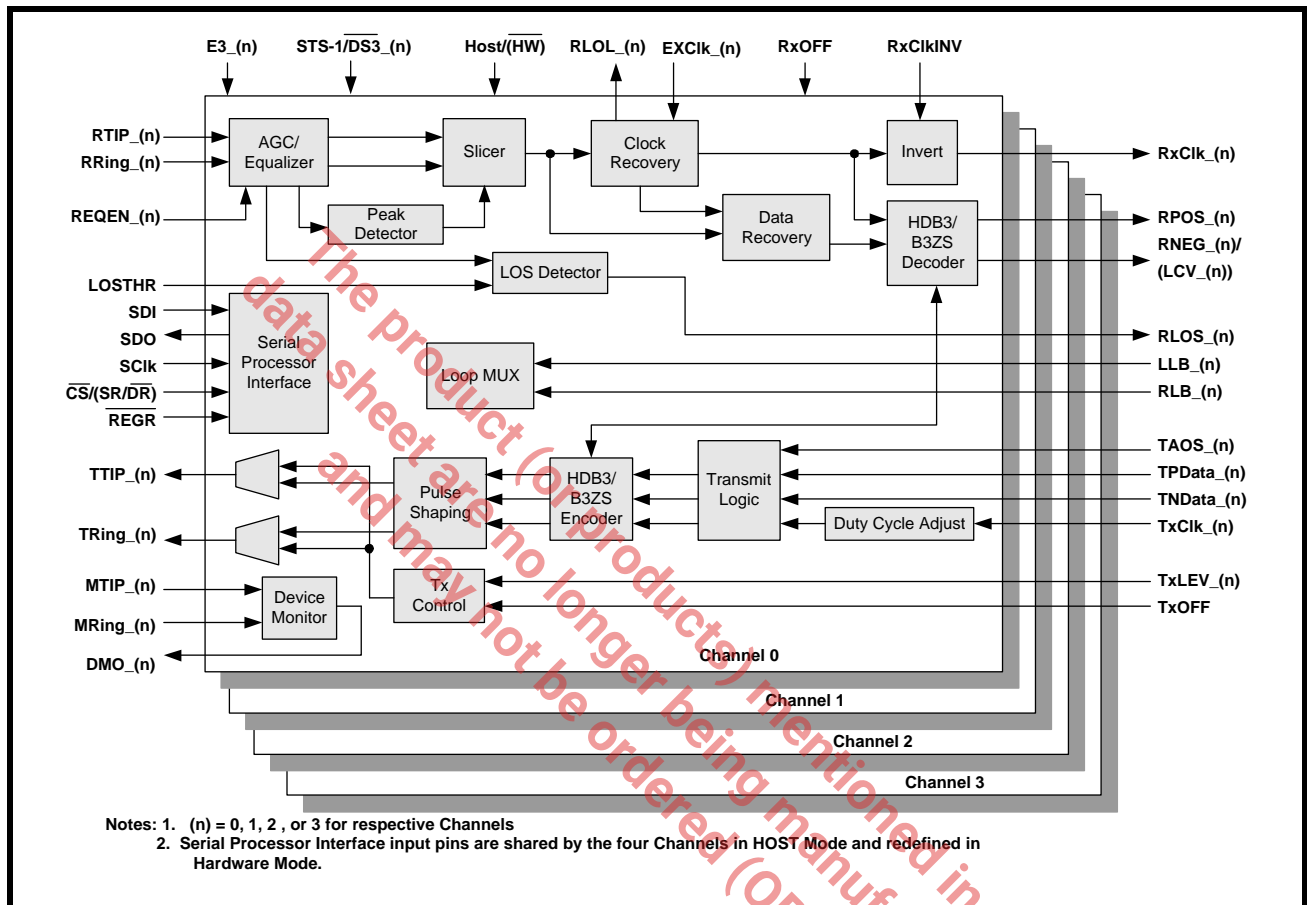 E3_(n) STS-1/DS3_(n) Host/(HW) RLOL_(n) EXClk_(n) RxOFF RxClkINV
RTIP_(n)
RRing_(n)
REQEN_(n)
LOSTHR
SDI
SDO
SClk
CS/(SR/DR)
REGR
TTIP_(n)
TRing_(n)
MTIP_(n)
MRing_(n)
DMO_(n)
AGC/
Equalizer
Peak
Detector
Slicer
LOS Detector
Clock
Recovery
Data
Recovery
Invert
HDB3/
B3ZS
Decoder
Serial
Processor
Interface
Loop MUX
Pulse
Shaping
HDB3/
B3ZS
Encoder
Transmit
Logic
Duty Cycle Adjust
Tx
Control
Device
Monitor
RxClk_(n)
RPOS_(n)
RNEG_(n)/
(LCV_(n))
RLOS_(n)
LLB_(n)
RLB_(n)
TAOS_(n)
TPData_(n)
TNData_(n)
TxClk_(n)
TxLEV_(n)
TxOFF
Channel 0
Channel 1
Channel 2
Channel 3
Notes: 1. (n) = 0, 1, 2 , or 3 for respective Channels
2. Serial Processor Interface input pins are shared by the four Channels in HOST Mode and redefined in
Hardware Mode.
The product (or products) mentioned in
data sheet are no longer being manuf
and may not be ordered (O